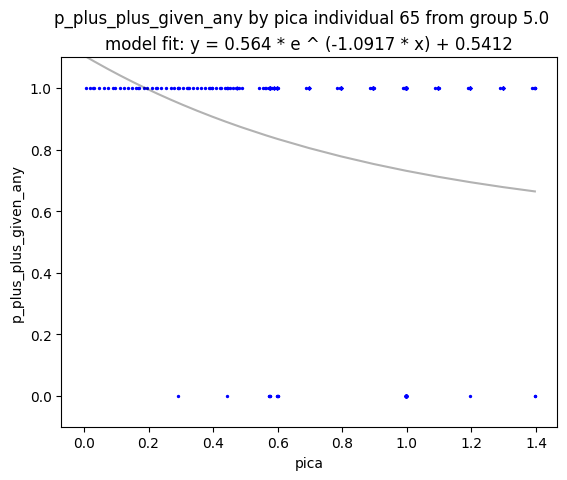 p_plus_plus_given_any by pica individual 65 from group 5.0
model fit: y = 0.564 * e ^ (-1.0917 * x) + 0.5412
p_plus_plus_given_any
1.0
0.8
0.6
0.4
0.2
0.0
0.0 0.2 0.4 0.6 0.8 1.0 1.2 1.4
pica